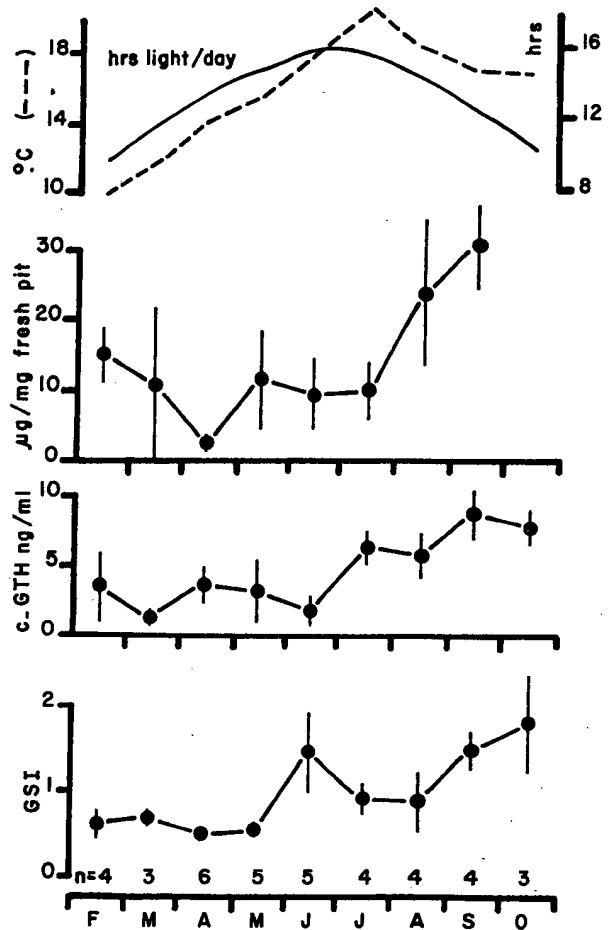 °C (---)
18
14
10
hrs light/day
hrs
16
12
8
µg/mg fresh pit
30
20
10
0
c-GTH ng/ml
10
5
0
GSI
2
1
0
n=4 3 6 5 5 4 4 4 3
F M A M J J A S O